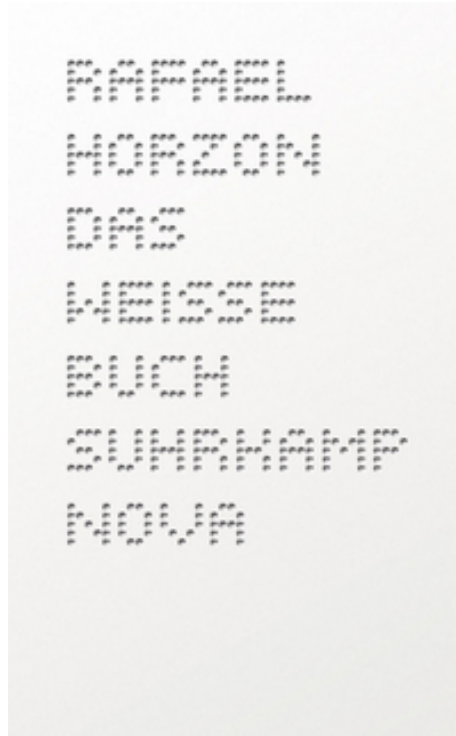 RAFAEL
HORZON
DAS
WEISSE
BUCH
SUHRKAMP
NOVA